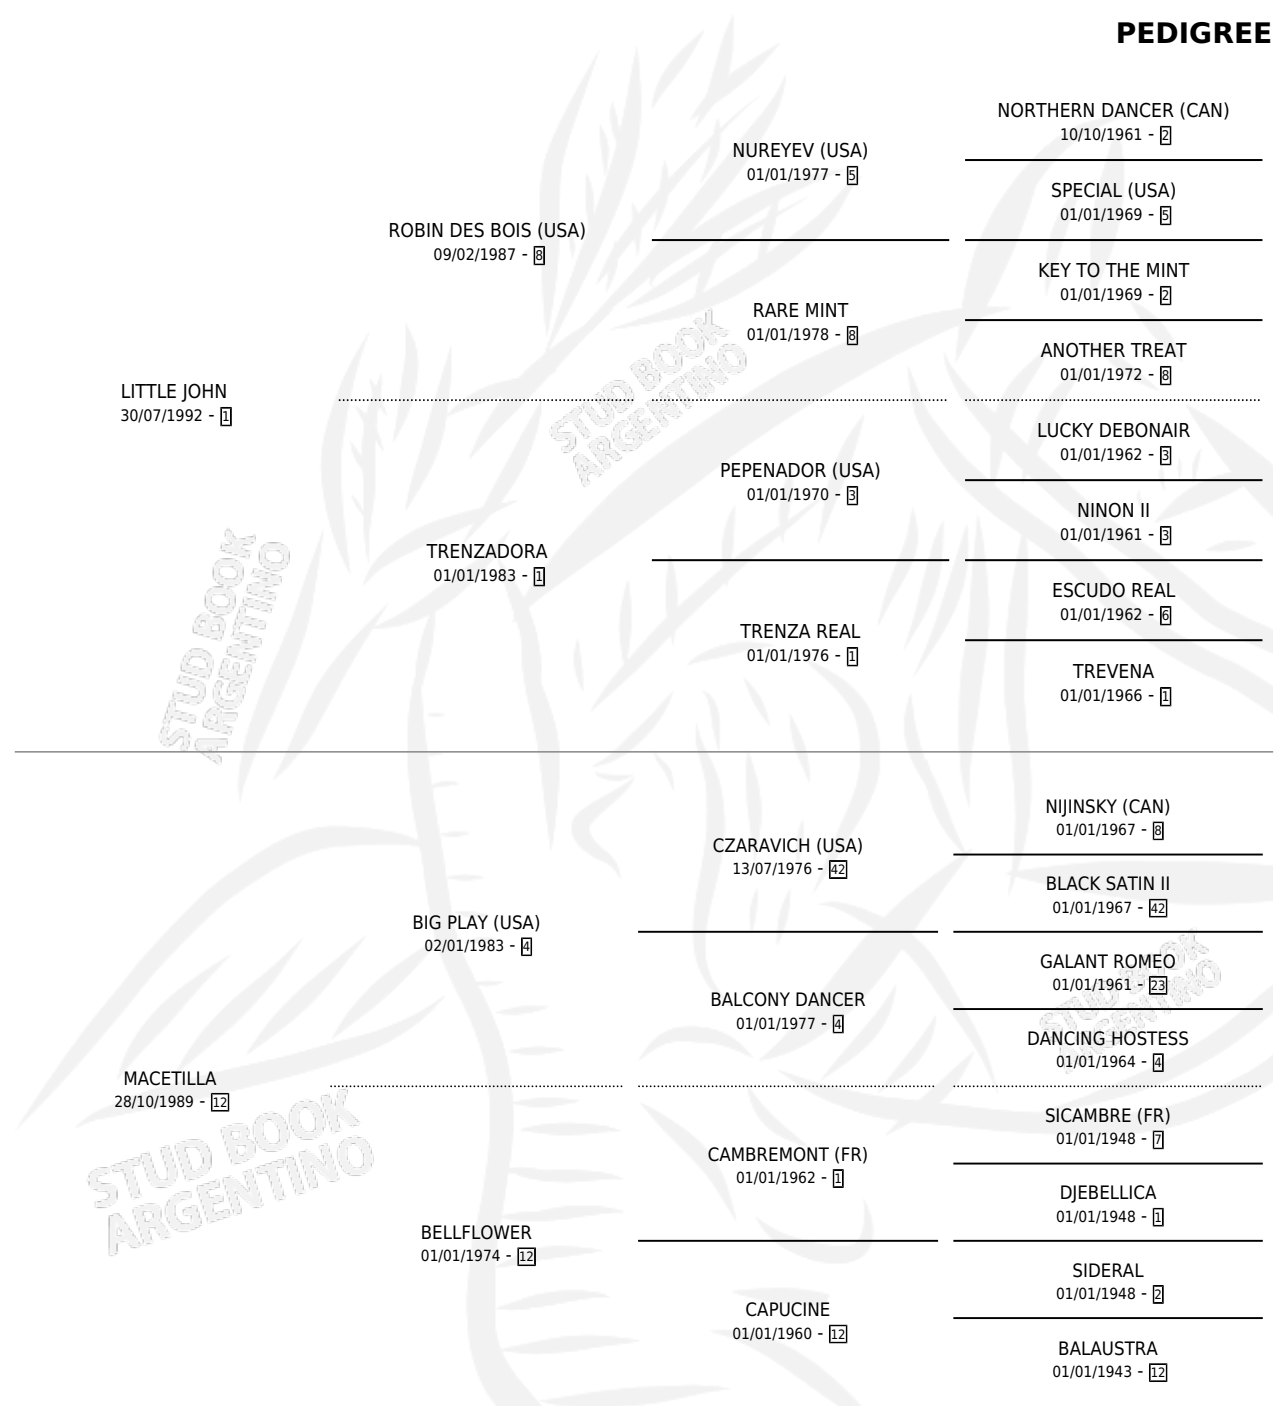 PEDIGREE
NORTHERN DANCER (CAN)
10/10/1961 - 2
NUREYEV (USA)
01/01/1977 - 5
SPECIAL (USA)
01/01/1969 - 5
ROBIN DES BOIS (USA)
09/02/1987 - 8
KEY TO THE MINT
01/01/1969 - 2
RARE MINT
01/01/1978 - 8
ANOTHER TREAT
01/01/1972 - 8
STUD BOOK
ARGENTINO
LITTLE JOHN
30/07/1992 - 1
LUCKY DEBONAIR
01/01/1962 - 3
PEPENADOR (USA)
01/01/1970 - 3
NINON II
01/01/1961 - 3
TRENZADORA
01/01/1983 - 1
ESCUDO REAL
01/01/1962 - 6
TRENZA REAL
01/01/1976 - 1
TREVENA
01/01/1966 - 1
STUD BOOK
ARGENTINO
NIJINSKY (CAN)
01/01/1967 - 8
CZARAVICH (USA)
13/07/1976 - 42
BLACK SATIN II
01/01/1967 - 42
BIG PLAY (USA)
02/01/1983 - 4
GALANT ROMEO
01/01/1961 - 23
BALCONY DANCER
01/01/1977 - 4
DANCING HOSTESS
01/01/1964 - 4
STUD BOOK
ARGENTINO
MACETILLA
28/10/1989 - 12
SICAMBRE (FR)
01/01/1948 - 7
CAMBREMONT (FR)
01/01/1962 - 1
DJEBELLICA
01/01/1948 - 1
STUD BOOK
ARGENTINO
BELLFLOWER
01/01/1974 - 12
SIDERAL
01/01/1948 - 2
CAPUCINE
01/01/1960 - 12
BALAUSTRA
01/01/1943 - 12